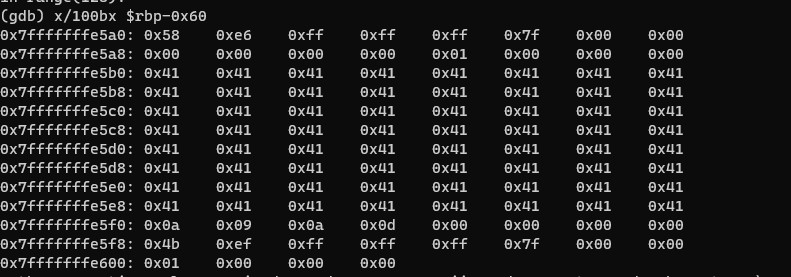 (gdb) x/100bx $rbp-0x60
0x7fffffffe5a0: 0x58 0xe6 0xff 0xff 0xff 0x7f 0x00 0x00
0x7fffffffe5a8: 0x00 0x00 0x00 0x00 0x01 0x00 0x00 0x00
0x7fffffffe5b0: 0x41 0x41 0x41 0x41 0x41 0x41 0x41 0x41
0x7fffffffe5b8: 0x41 0x41 0x41 0x41 0x41 0x41 0x41 0x41
0x7fffffffe5c0: 0x41 0x41 0x41 0x41 0x41 0x41 0x41 0x41
0x7fffffffe5c8: 0x41 0x41 0x41 0x41 0x41 0x41 0x41 0x41
0x7fffffffe5d0: 0x41 0x41 0x41 0x41 0x41 0x41 0x41 0x41
0x7fffffffe5d8: 0x41 0x41 0x41 0x41 0x41 0x41 0x41 0x41
0x7fffffffe5e0: 0x41 0x41 0x41 0x41 0x41 0x41 0x41 0x41
0x7fffffffe5e8: 0x41 0x41 0x41 0x41 0x41 0x41 0x41 0x41
0x7fffffffe5f0: 0x0a 0x09 0x0a 0x0d 0x00 0x00 0x00 0x00
0x7fffffffe5f8: 0x4b 0xef 0xff 0xff 0xff 0x7f 0x00 0x00
0x7fffffffe600: 0x01 0x00 0x00 0x00